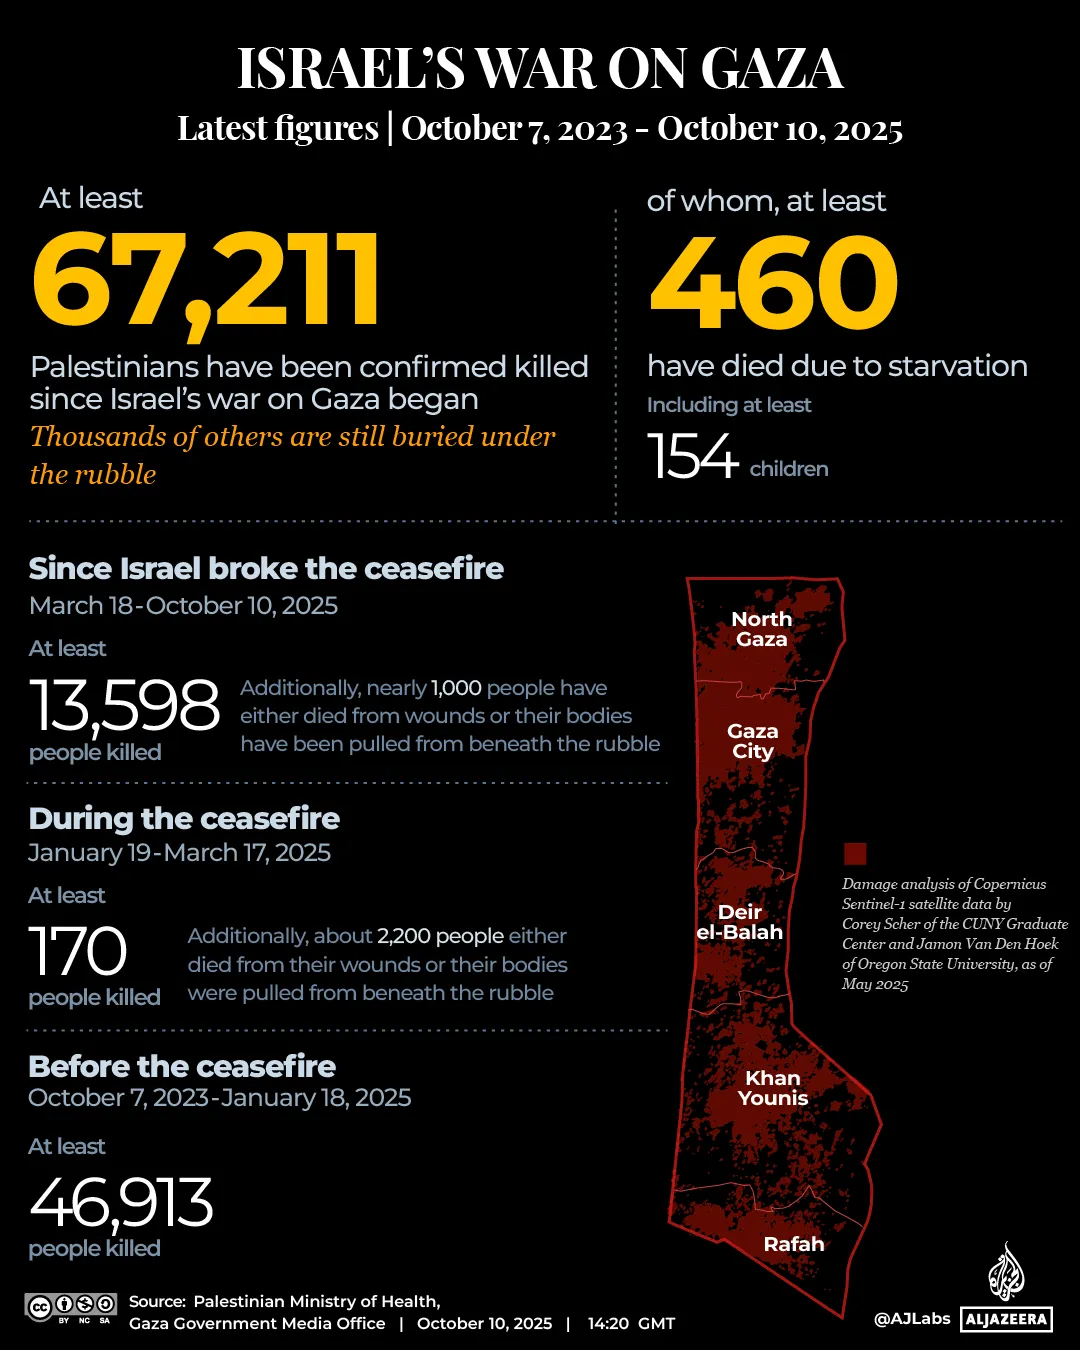 ISRAEL'S WAR ON GAZA
Latest figures | October 7, 2023 - October 10, 2025
At least
67,211
Palestinians have been confirmed killed
since Israel's war on Gaza began
Thousands of others are still buried under
the rubble
of whom, at least
460
have died due to starvation
Including at least
154 children
Since Israel broke the ceasefire
March 18-October 10, 2025
At least
13,598
people killed
Additionally, nearly 1,000 people have
either died from wounds or their bodies
have been pulled from beneath the rubble
During the ceasefire
January 19-March 17, 2025
At least
170
people killed
Additionally, about 2,200 people either
died from their wounds or their bodies
were pulled from beneath the rubble
Before the ceasefire
October 7, 2023-January 18, 2025
At least
46,913
people killed
North
Gaza
Gaza
City
Deir
el-Balah
Khan
Younis
Rafah
Damage analysis of Copernicus
Sentinel-1 satellite data by
Corey Scher of the CUNY Graduate
Center and Jamon Van Den Hoek
of Oregon State University, as of
May 2025
CC BY NC SA
Source: Palestinian Ministry of Health,
Gaza Government Media Office | October 10, 2025 | 14:20 GMT
@AJLabs
الجزيرة
ALJAZEERA